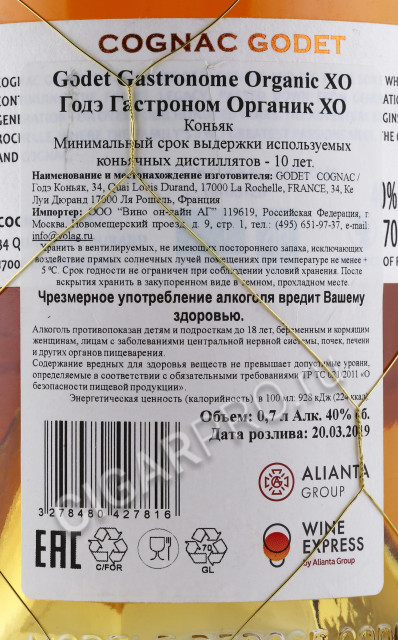 COGNAC GODET
Godet Gastronome Organic XO
Годэ Гастроном Органик ХО
Коньяк
Минимальный срок выдержки используемых
коньячных дистиллятов - 10 лет.
Наименование и местонахождение изготовителя: GODET COGNAC /
Годэ Коньяк, 34, Quai Louis Durand, 17000 La Rochelle, FRANCE, 34, Ке
Луи Дюранд 17000 Ля Рошель, Франция
Импортер: ООО "Вино он-лайн АГ" 119619, Российская Федерация, г.
Москва, Новомещерский проезд, д. 9, стр. 1, тел.: (495) 651-97-37, e-mail:
info@volag.ru
Хранить в вентилируемых, не имеющих постороннего запаха, исключающих
воздействие прямых солнечных лучей помещениях при температуре не менее +
5 ºС. Срок годности не ограничен при соблюдении условий хранения. После
вскрытия хранить в закупоренном виде в темном, прохладном месте.
Чрезмерное употребление алкоголя вредит Вашему
здоровью.
Алкоголь противопоказан детям и подросткам до 18 лет, беременным и кормящим
женщинам, лицам с заболеваниями центральной нервной системы, почек, печени
и других органов пищеварения.
Содержание вредных для здоровья веществ не превышает допустимые уровни,
определяемые в соответствии с обязательными требованиями ТР ТС 021/2011 «О
безопасности пищевой продукции».
Энергетическая ценность (калорийность) в 100 мл: 928 кДж (224 ккал)
Объем: 0,7 л Алк. 40% об.
Дата розлива: 20.03.2019
3 278480 427816
ALIANTA
GROUP
EAC
C/FOR
70
GL
WINE
EXPRESS
by Alianta Group
CIGARPRO.RU